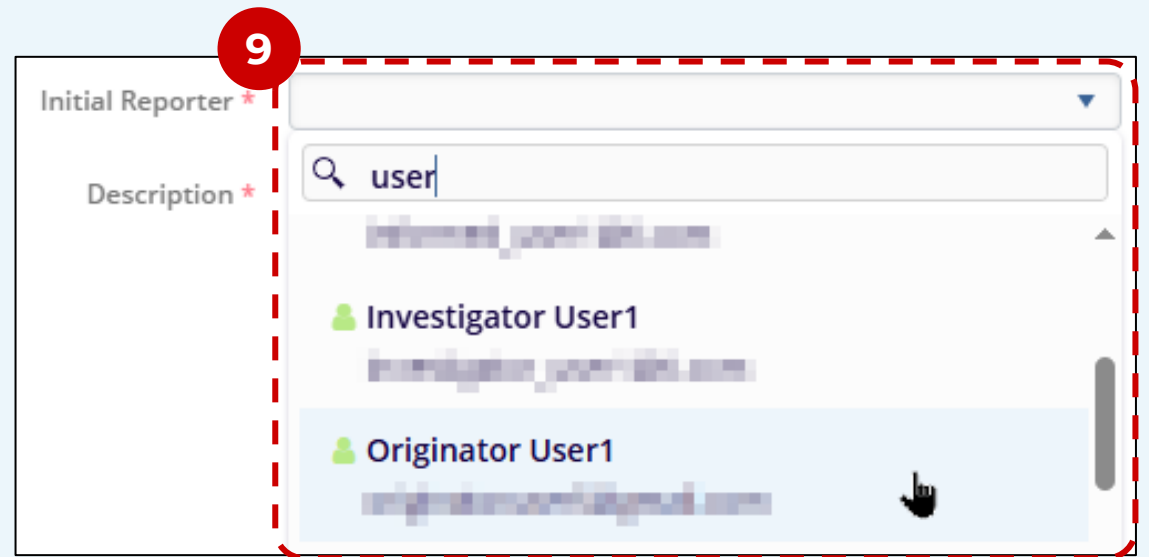 9
Initial Reporter *
user
Description *
Investigator User1
Originator User1